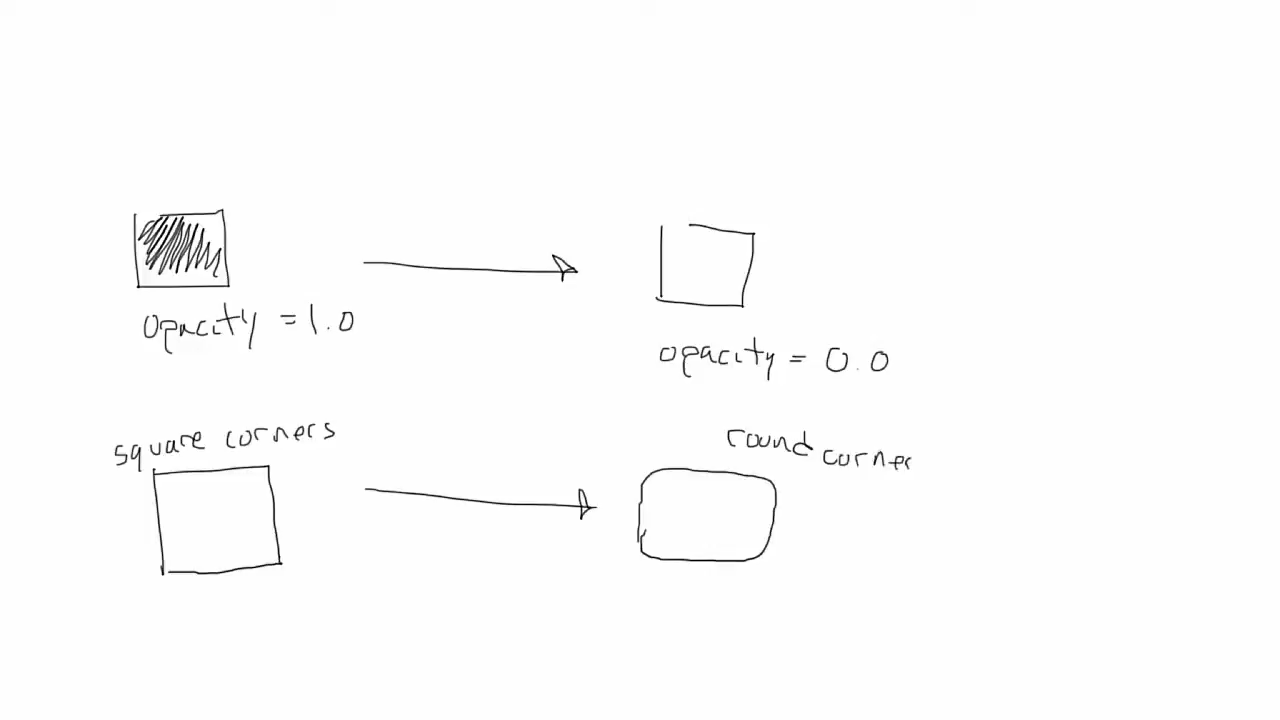 opacity = 1.0
opacity = 0.0
square corners
round corner